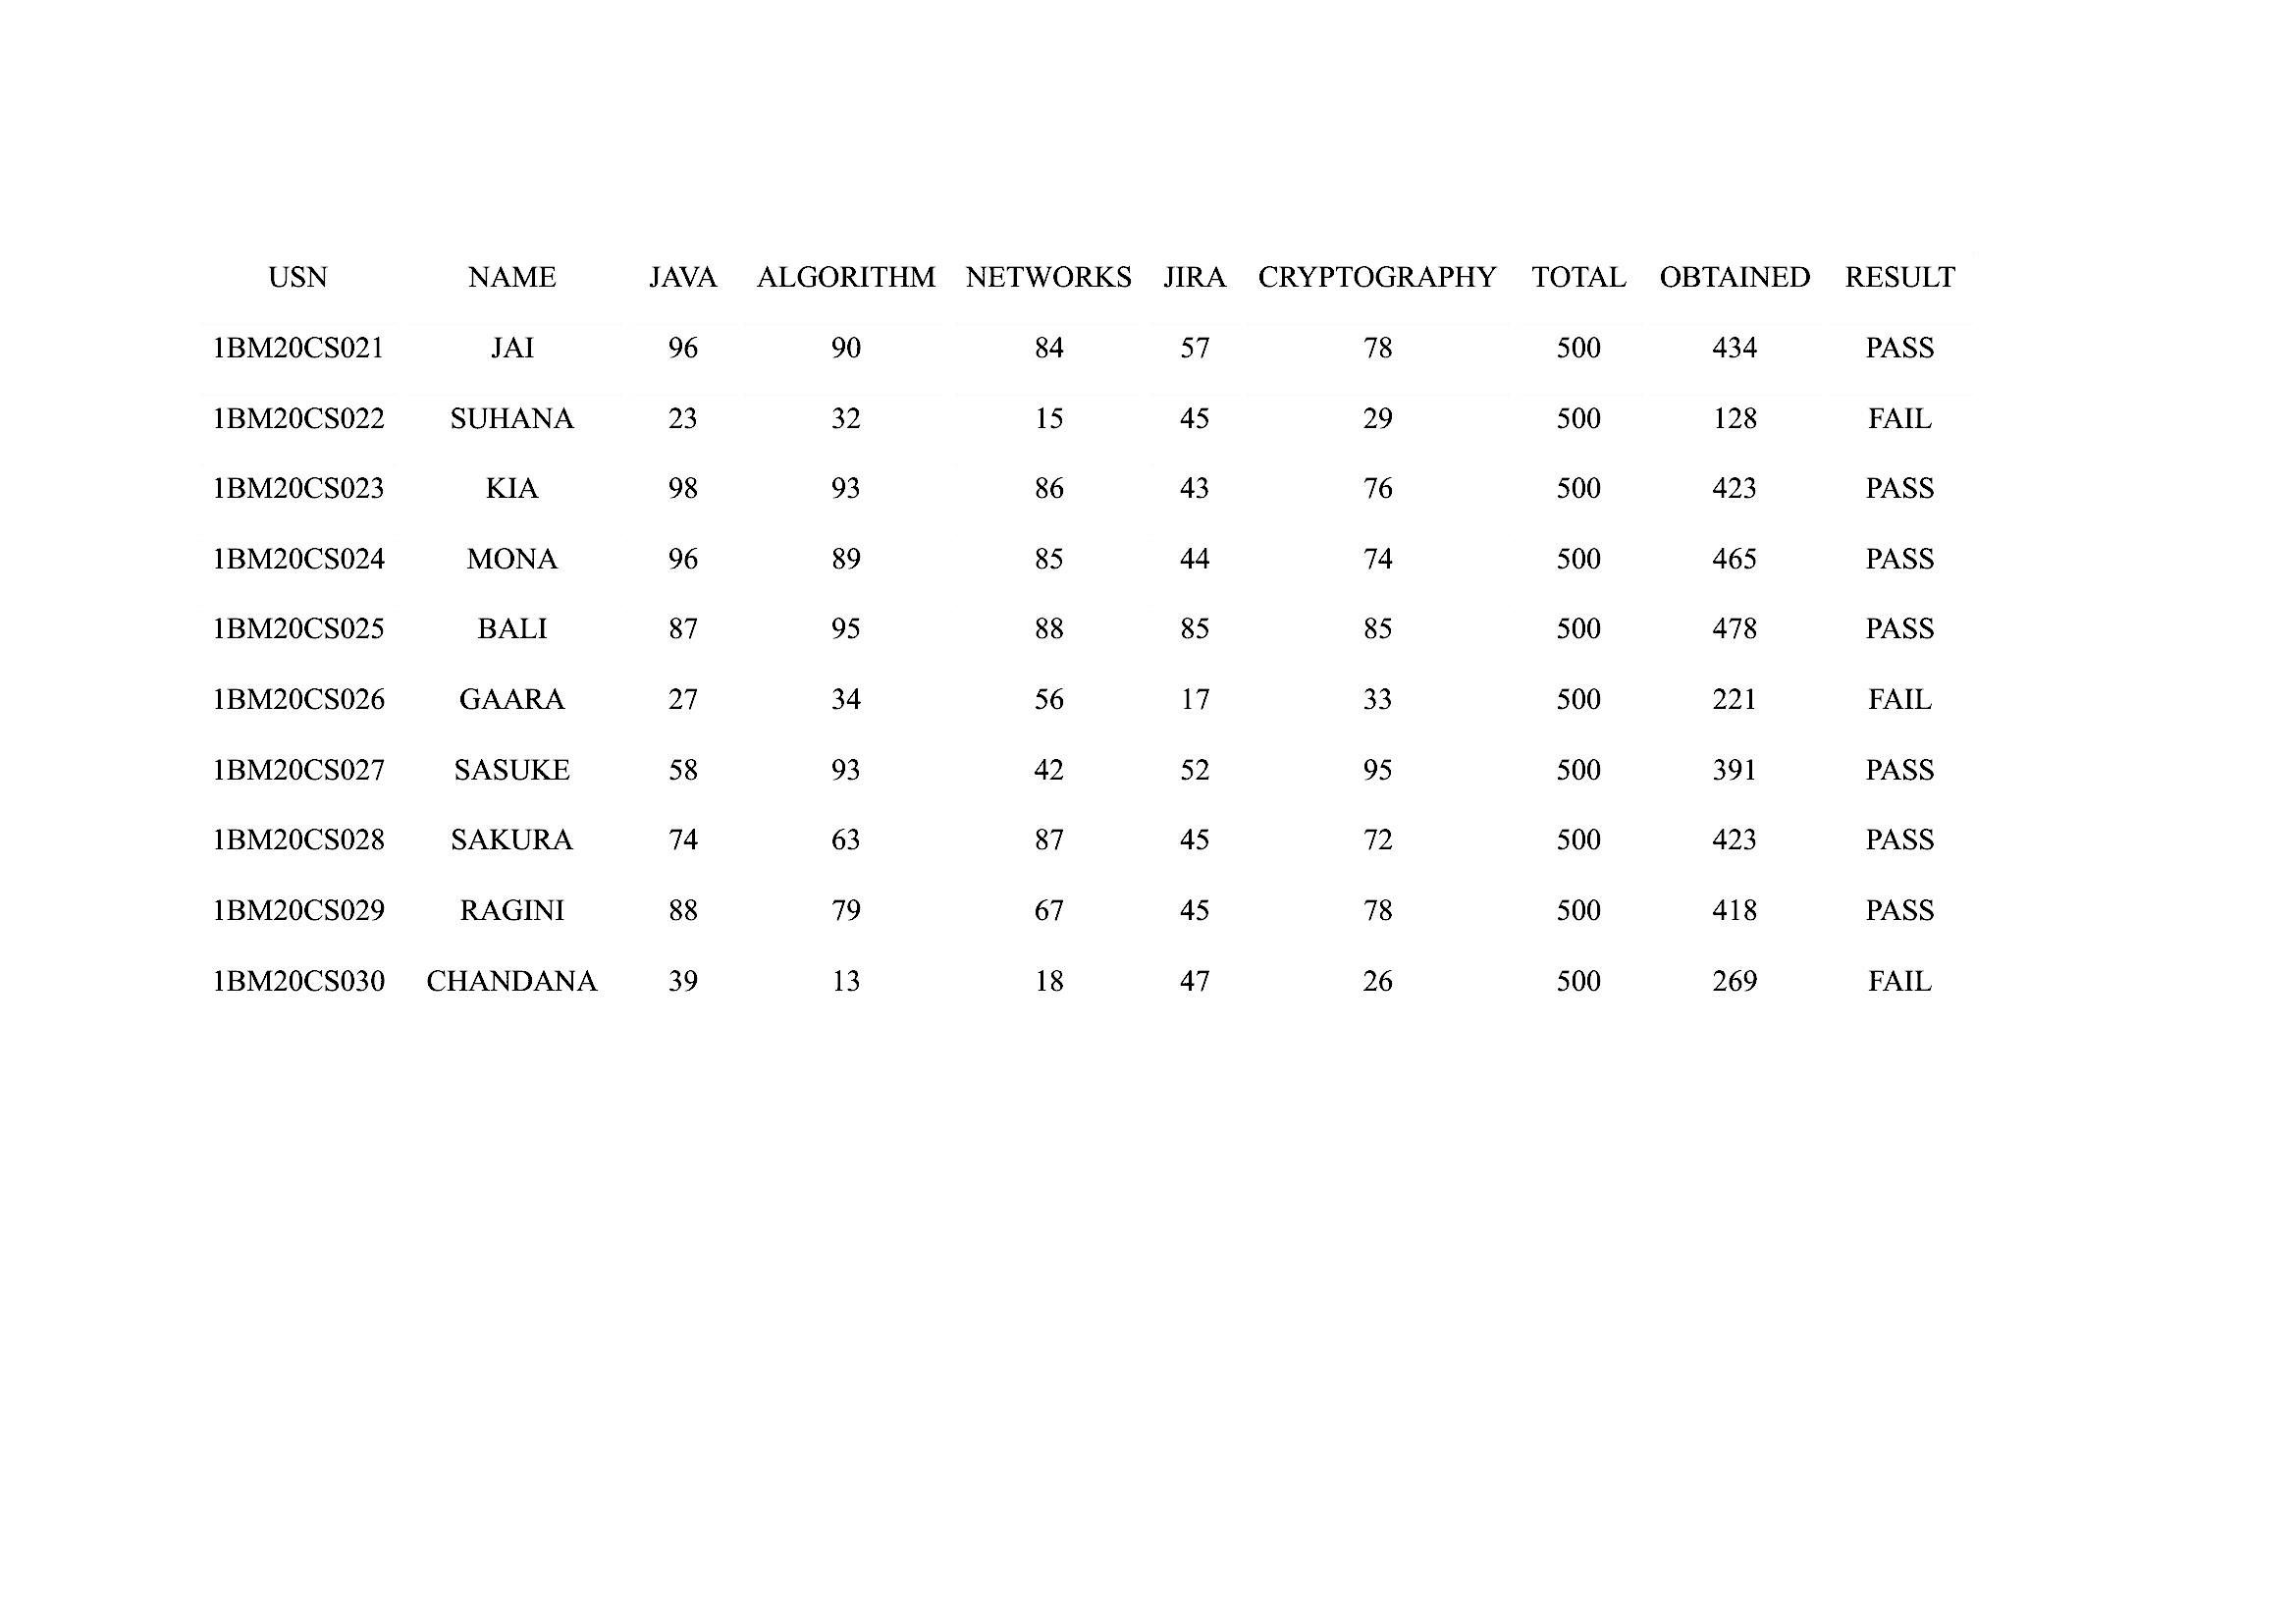 USN NAME JAVA ALGORITHM NETWORKS JIRA CRYPTOGRAPHY TOTAL OBTAINED RESULT
1BM20CS021 JAI 96 90 84 57 78 500 434 PASS
1BM20CS022 SUHANA 23 32 15 45 29 500 128 FAIL
1BM20CS023 KIA 98 93 86 43 76 500 423 PASS
1BM20CS024 MONA 96 89 85 44 74 500 465 PASS
1BM20CS025 BALI 87 95 88 85 85 500 478 PASS
1BM20CS026 GAARA 27 34 56 17 33 500 221 FAIL
1BM20CS027 SASUKE 58 93 42 52 95 500 391 PASS
1BM20CS028 SAKURA 74 63 87 45 72 500 423 PASS
1BM20CS029 RAGINI 88 79 67 45 78 500 418 PASS
1BM20CS030 CHANDANA 39 13 18 47 26 500 269 FAIL